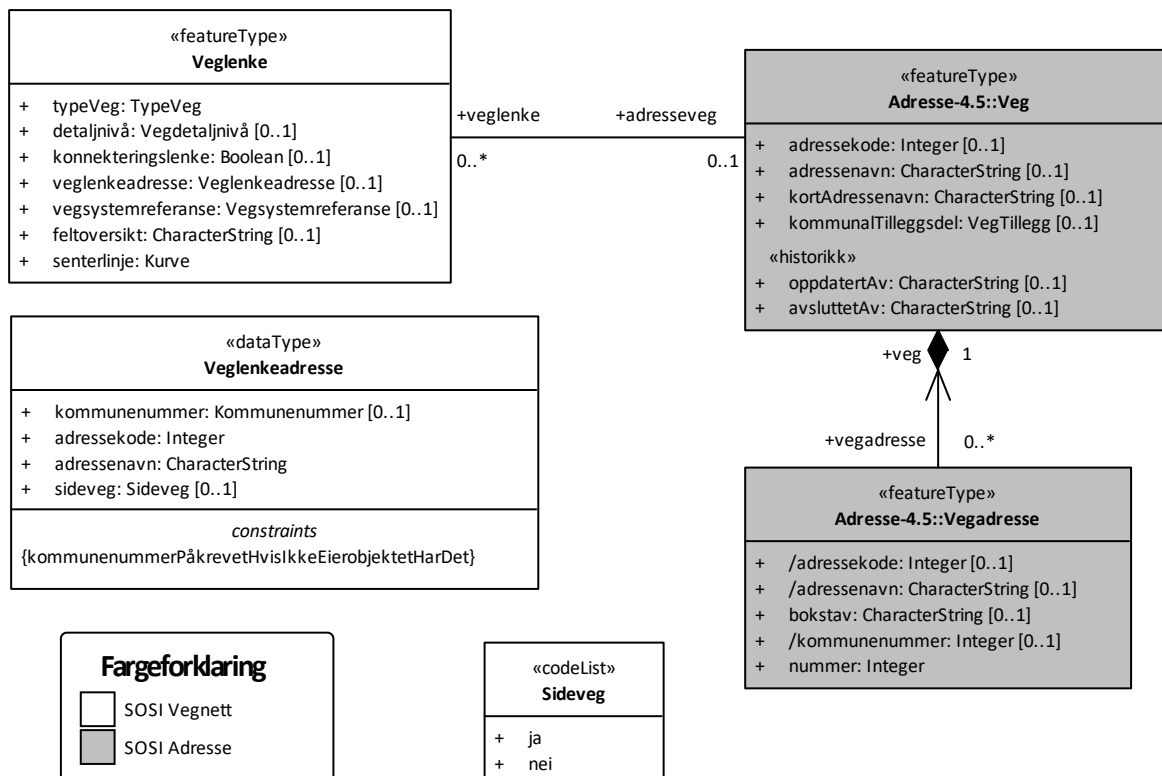 «featureType»
Veglenke
+ typeVeg: TypeVeg
+ detaljnivå: Vegdetaljnivå [0..1]
+ konnekteringslenke: Boolean [0..1]
+ veglenkeadresse: Veglenkeadresse [0..1]
+ vegsystemreferanse: Vegsystemreferanse [0..1]
+ feltoversikt: CharacterString [0..1]
+ senterlinje: Kurve
+veglenke
0..*
+adresseveg
0..1
«featureType»
Adresse-4.5::Veg
+ adressekode: Integer [0..1]
+ adressenavn: CharacterString [0..1]
+ kortAdressenavn: CharacterString [0..1]
+ kommunalTilleggsdel: VegTillegg [0..1]
«historikk»
+ oppdatertAv: CharacterString [0..1]
+ avsluttetAv: CharacterString [0..1]
+veg 1
+vegadresse 0..*
«featureType»
Adresse-4.5::Vegadresse
+ /adressekode: Integer [0..1]
+ /adressenavn: CharacterString [0..1]
+ bokstav: CharacterString [0..1]
+ /kommunenummer: Integer [0..1]
+ nummer: Integer
«dataType»
Veglenkeadresse
+ kommunenummer: Kommunenummer [0..1]
+ adressekode: Integer
+ adressenavn: CharacterString
+ sideveg: Sideveg [0..1]
constraints
{kommunenummerPåkrevetHvisIkkeEierobjektetHarDet}
Fargeforklaring
SOSI Vegnett
SOSI Adresse
«codeList»
Sideveg
+ ja
+ nei